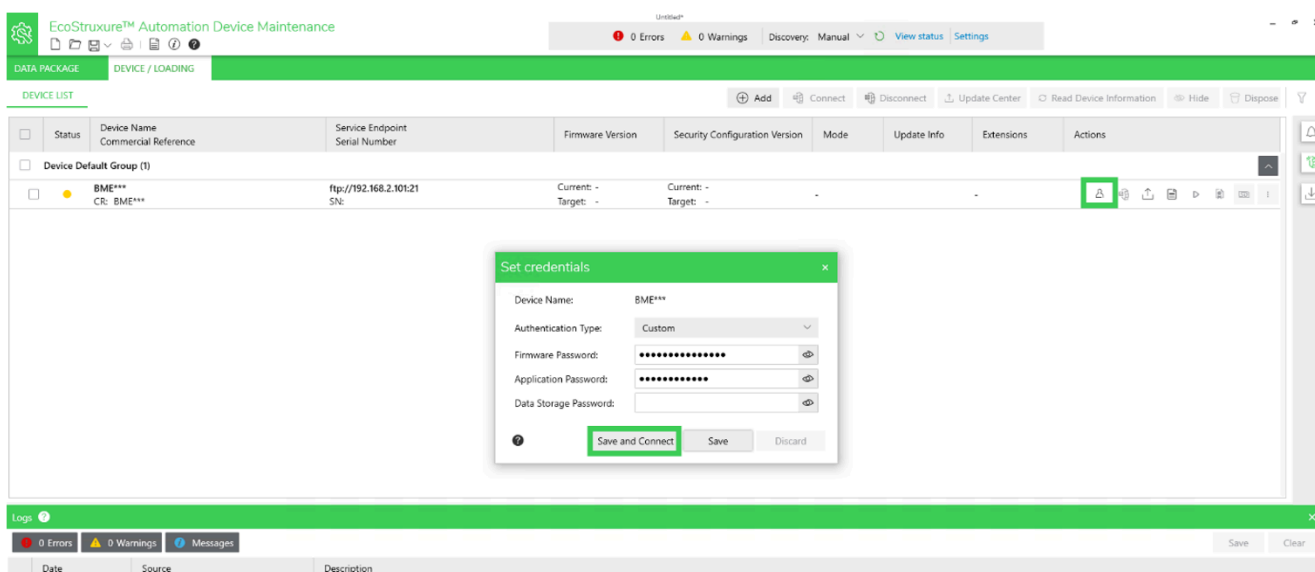 Untitled*
EcoStruxure™ Automation Device Maintenance
0 Errors 0 Warnings Discovery: Manual View status Settings
DATA PACKAGE DEVICE / LOADING
DEVICE LIST
Add Connect Disconnect Update Center Read Device Information Hide Dispose
Status Device Name Service Endpoint Firmware Version Security Configuration Version Mode Update Info Extensions Actions
Commercial Reference Serial Number
Device Default Group (1)
BME*** ftp://192.168.2.101:21 Current: - Current: - - -
CR: BME*** SN: Target: - Target: -
Set credentials
Device Name: BME***
Authentication Type: Custom
Firmware Password: •••••••••••••••
Application Password: ••••••••••••
Data Storage Password:
Save and Connect Save Discard
Logs
0 Errors 0 Warnings Messages Save Clear
Date Source Description